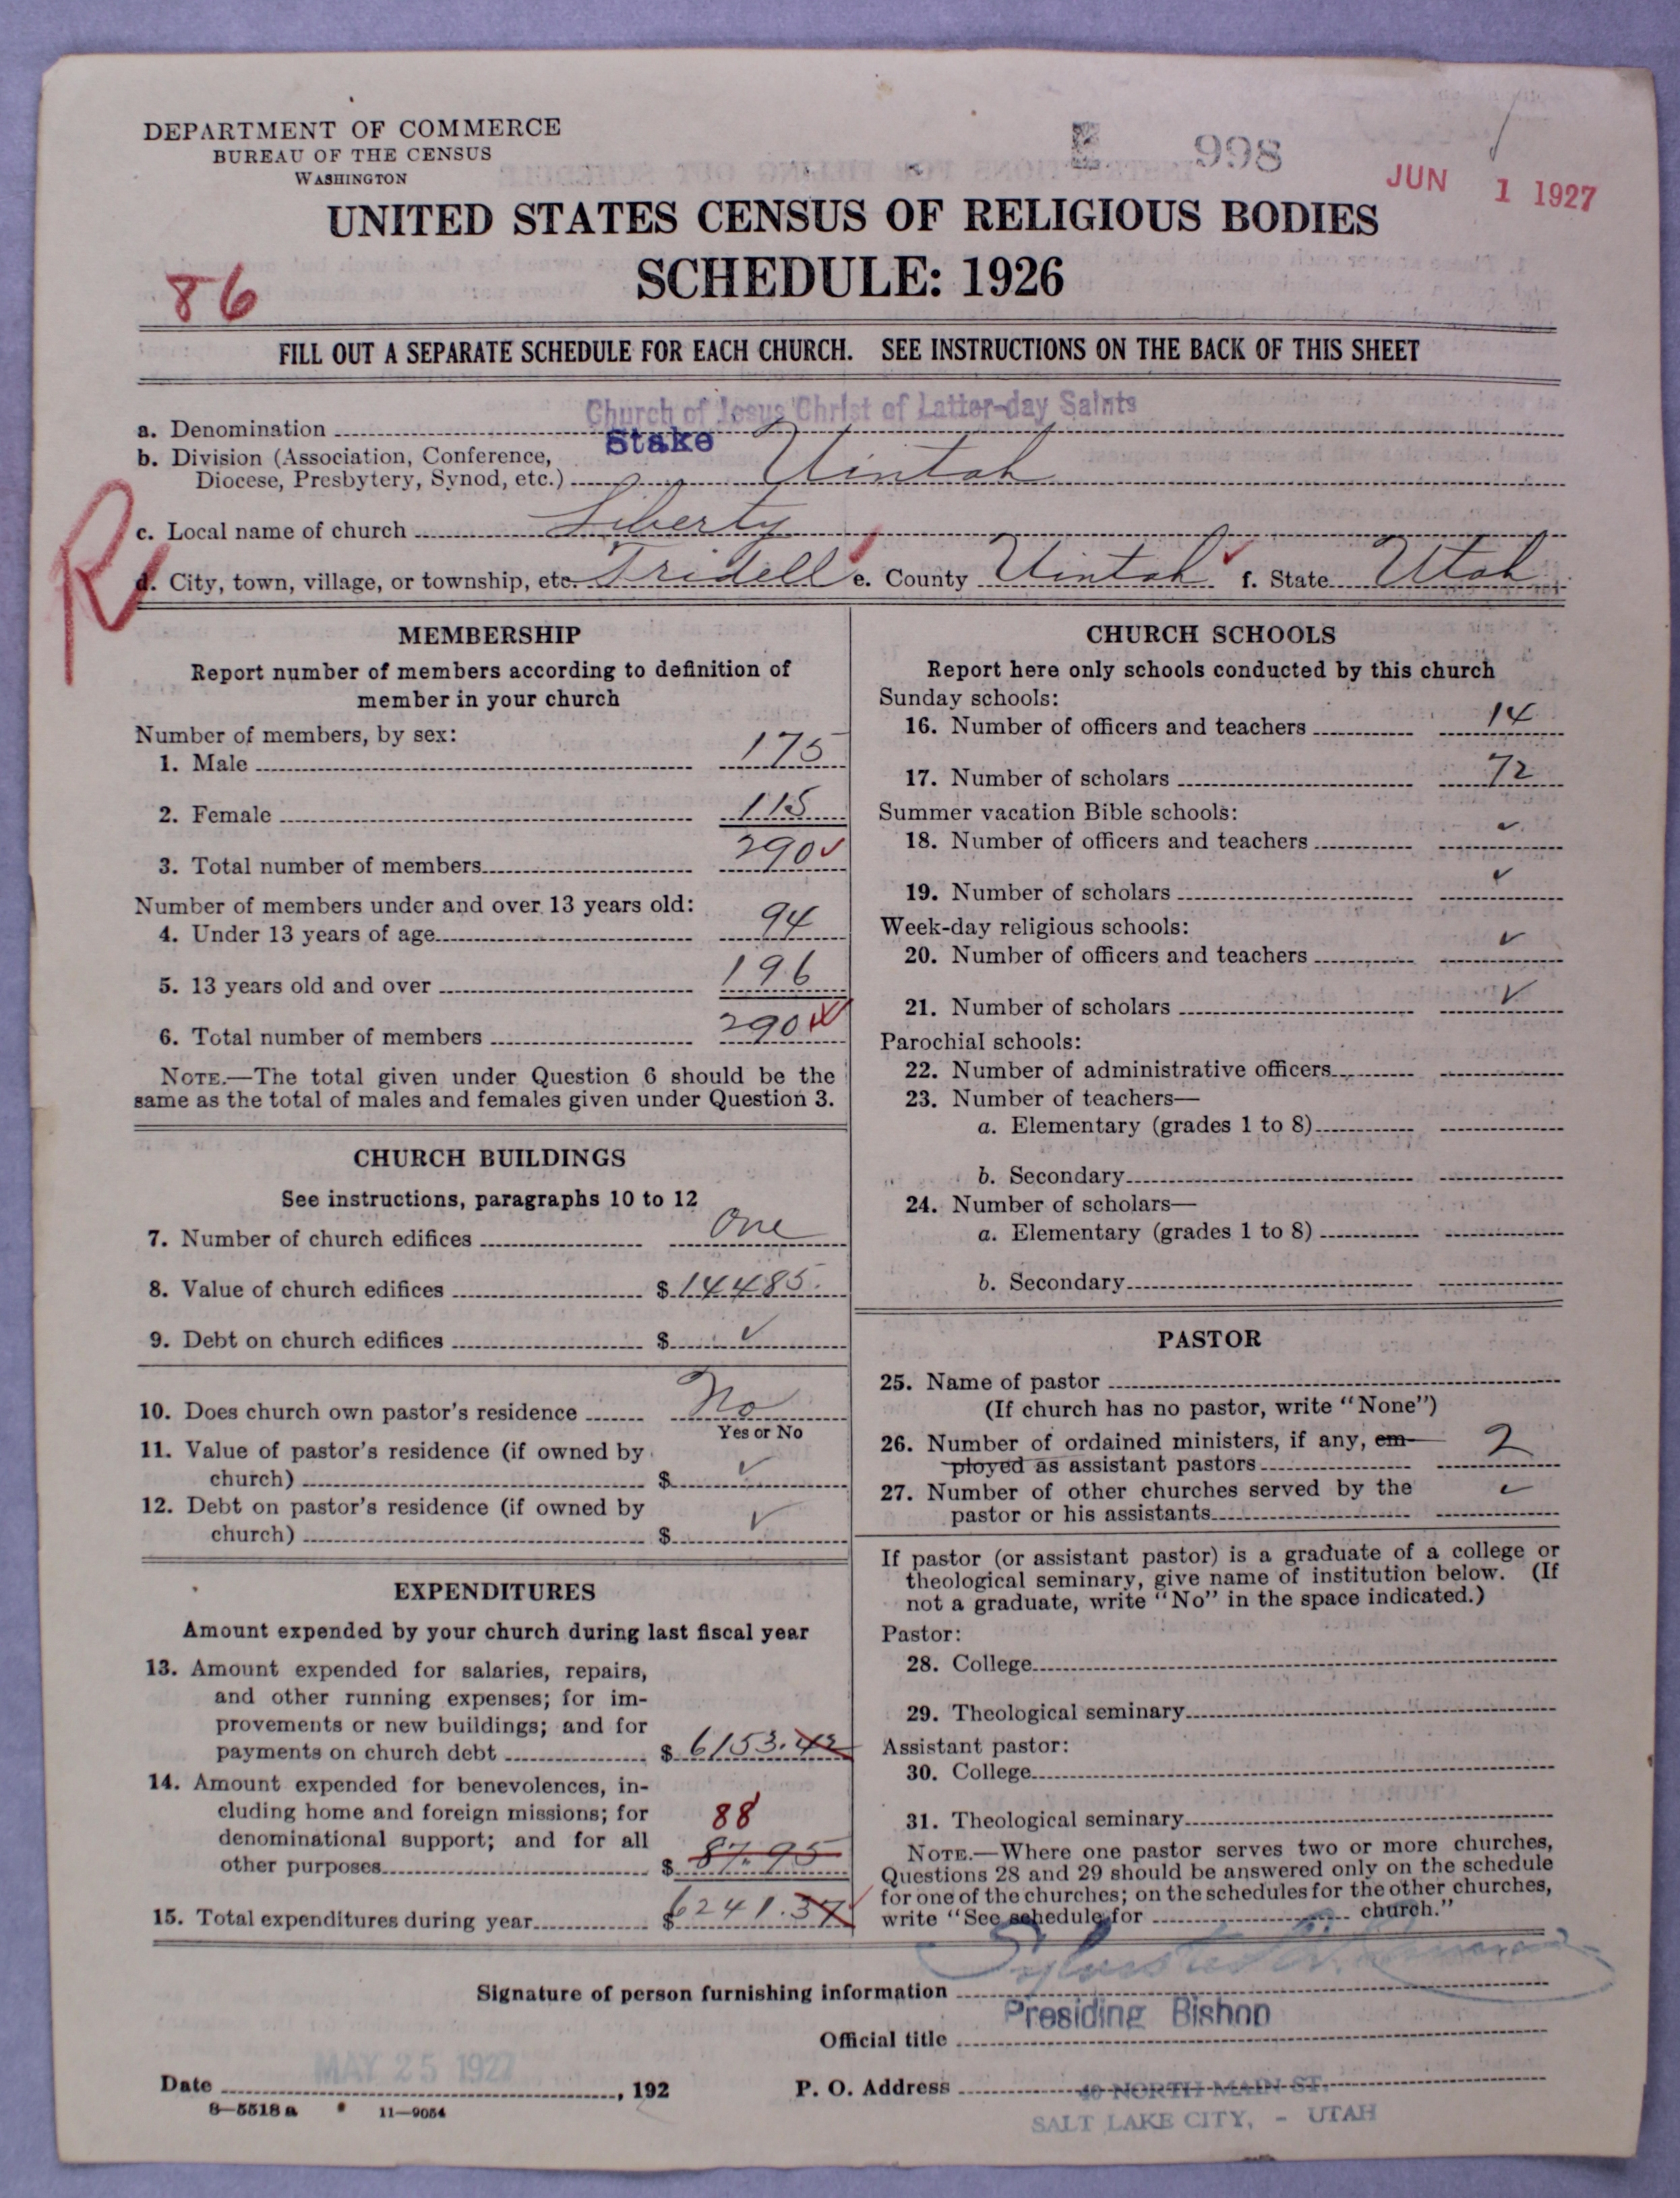 DEPARTMENT OF COMMERCE
BUREAU OF THE CENSUS
WASHINGTON
E 998
JUN 1 1927
UNITED STATES CENSUS OF RELIGIOUS BODIES
SCHEDULE: 1926
86
FILL OUT A SEPARATE SCHEDULE FOR EACH CHURCH. SEE INSTRUCTIONS ON THE BACK OF THIS SHEET
a. Denomination Church of Jesus Christ of Latter-day Saints
b. Division (Association, Conference, Stake
Diocese, Presbytery, Synod, etc.) Uintah
c. Local name of church Liberty
R
d. City, town, village, or township, etc. Tridell e. County Uintah f. State Utah
MEMBERSHIP
Report number of members according to definition of
member in your church
Number of members, by sex:
1. Male 175
2. Female 115
3. Total number of members 290 ✓
Number of members under and over 13 years old:
4. Under 13 years of age 94
5. 13 years old and over 196
6. Total number of members 290 ✓
NOTE.—The total given under Question 6 should be the
same as the total of males and females given under Question 3.
CHURCH BUILDINGS
See instructions, paragraphs 10 to 12
7. Number of church edifices One
8. Value of church edifices $ 14485.
9. Debt on church edifices $ ✓
10. Does church own pastor's residence No
Yes or No
11. Value of pastor's residence (if owned by
church) $ ✓
12. Debt on pastor's residence (if owned by
church) $ ✓
EXPENDITURES
Amount expended by your church during last fiscal year
13. Amount expended for salaries, repairs,
and other running expenses; for im-
provements or new buildings; and for
payments on church debt $ 6153.42
14. Amount expended for benevolences, in-
cluding home and foreign missions; for 88
denominational support; and for all
other purposes $ 87.95
15. Total expenditures during year $ 6241.37
CHURCH SCHOOLS
Report here only schools conducted by this church
Sunday schools:
16. Number of officers and teachers 14
17. Number of scholars 72
Summer vacation Bible schools:
18. Number of officers and teachers ✓
19. Number of scholars ✓
Week-day religious schools:
20. Number of officers and teachers ✓
21. Number of scholars ✓
Parochial schools:
22. Number of administrative officers
23. Number of teachers—
a. Elementary (grades 1 to 8)
b. Secondary
24. Number of scholars—
a. Elementary (grades 1 to 8)
b. Secondary
PASTOR
25. Name of pastor
(If church has no pastor, write "None")
26. Number of ordained ministers, if any, em-
ployed as assistant pastors 2
27. Number of other churches served by the
pastor or his assistants ✓
If pastor (or assistant pastor) is a graduate of a college or
theological seminary, give name of institution below. (If
not a graduate, write "No" in the space indicated.)
Pastor:
28. College
29. Theological seminary
Assistant pastor:
30. College
31. Theological seminary
NOTE.—Where one pastor serves two or more churches,
Questions 28 and 29 should be answered only on the schedule
for one of the churches; on the schedules for the other churches,
write "See schedule for church."
Signature of person furnishing information
Official title Presiding Bishop
Date MAY 25 1927, 192
P. O. Address 40 NORTH MAIN ST.
SALT LAKE CITY, - UTAH
8—5518 a 11—9054